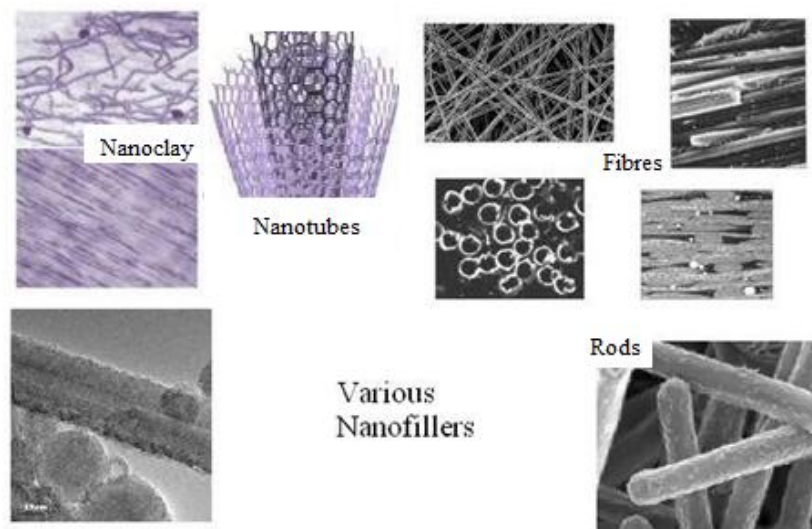 Nanoclay
Nanotubes
Fibres
Rods
Various
Nanofillers